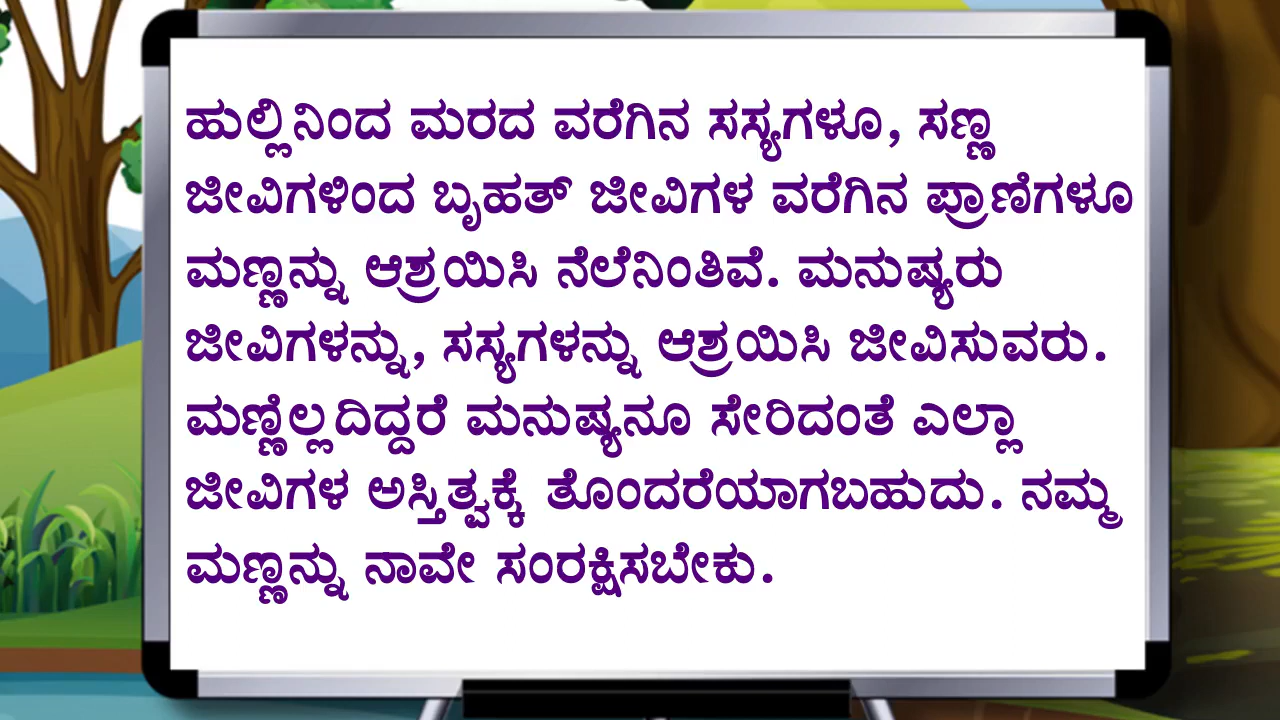 ಹುಲ್ಲಿನಿಂದ ಮರದ ವರೆಗಿನ ಸಸ್ಯಗಳೂ, ಸಣ್ಣ
ಜೀವಿಗಳಿಂದ ಬೃಹತ್ ಜೀವಿಗಳ ವರೆಗಿನ ಪ್ರಾಣಿಗಳೂ
ಮಣ್ಣನ್ನು ಆಶ್ರಯಿಸಿ ನೆಲೆನಿಂತಿವೆ. ಮನುಷ್ಯರು
ಜೀವಿಗಳನ್ನು, ಸಸ್ಯಗಳನ್ನು ಆಶ್ರಯಿಸಿ ಜೀವಿಸುವರು.
ಮಣ್ಣಿಲ್ಲದಿದ್ದರೆ ಮನುಷ್ಯನೂ ಸೇರಿದಂತೆ ಎಲ್ಲಾ
ಜೀವಿಗಳ ಅಸ್ತಿತ್ವಕ್ಕೆ ತೊಂದರೆಯಾಗಬಹುದು. ನಮ್ಮ
ಮಣ್ಣನ್ನು ನಾವೇ ಸಂರಕ್ಷಿಸಬೇಕು.